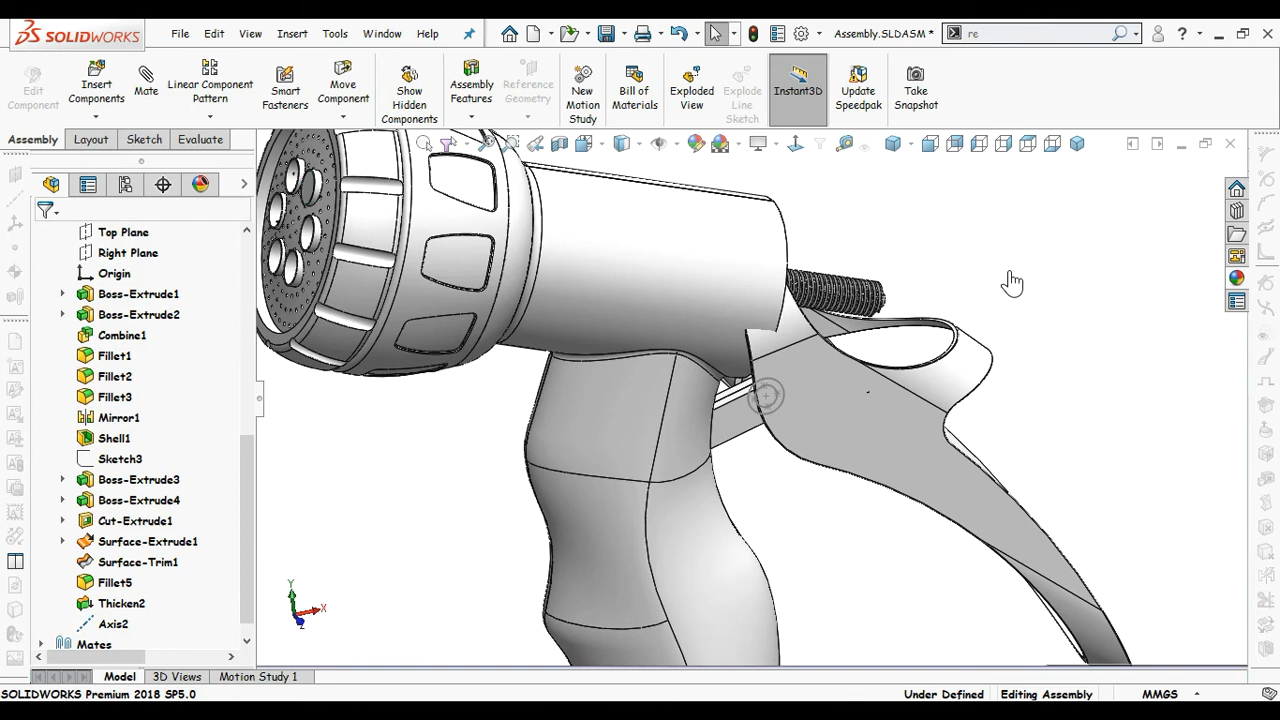 SOLIDWORKS File Edit View Insert Tools Window Help Assembly.SLDASM * re ?
Edit Component
Insert Components
Mate
Linear Component Pattern
Smart Fasteners
Move Component
Show Hidden Components
Assembly Features
Reference Geometry
New Motion Study
Bill of Materials
Exploded View
Explode Line Sketch
Instant3D
Update Speedpak
Take Snapshot
Assembly Layout Sketch Evaluate
Top Plane
Right Plane
Origin
Boss-Extrude1
Boss-Extrude2
Combine1
Fillet1
Fillet2
Fillet3
Mirror1
Shell1
Sketch3
Boss-Extrude3
Boss-Extrude4
Cut-Extrude1
Surface-Extrude1
Surface-Trim1
Fillet5
Thicken2
Axis2
Mates
Y
X
Z
Model 3D Views Motion Study 1
SOLIDWORKS Premium 2018 SP5.0 Under Defined Editing Assembly MMGS